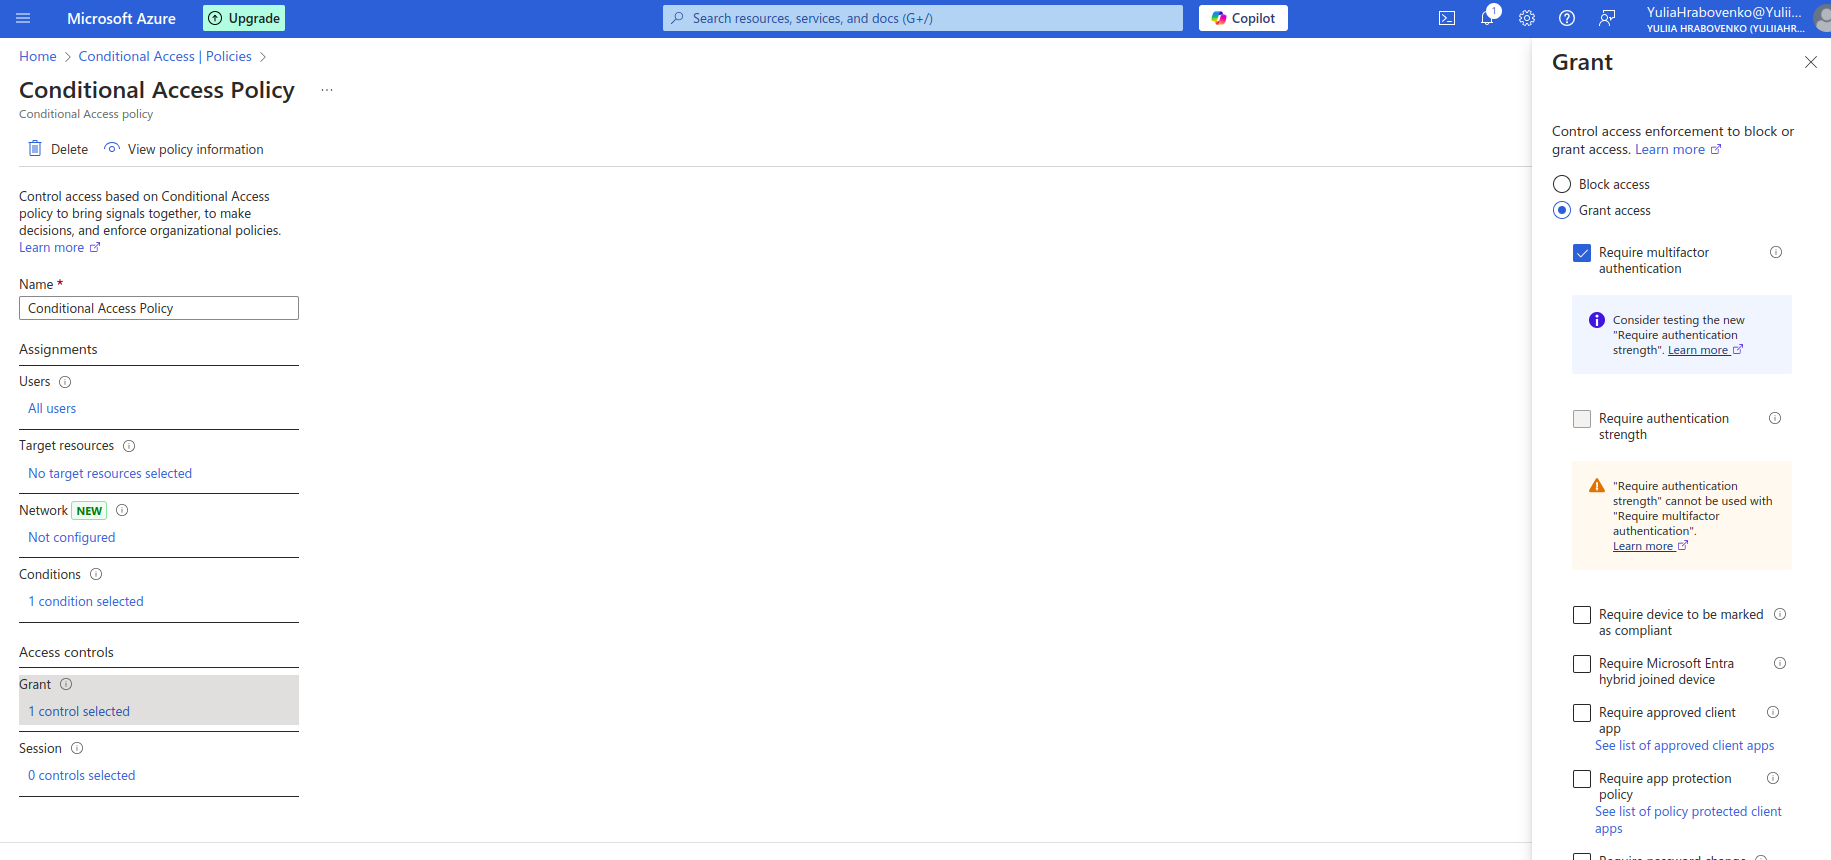 Microsoft Azure
Upgrade
Search resources, services, and docs (G+/)
Copilot
1
YuliaHrabovenko@Yulii...
YULIIA HRABOVENKO (YULIIAHR...
Home > Conditional Access | Policies >
Conditional Access Policy ...
Conditional Access policy
Delete
View policy information
Control access based on Conditional Access
policy to bring signals together, to make
decisions, and enforce organizational policies.
Learn more
Name *
Conditional Access Policy
Assignments
Users
All users
Target resources
No target resources selected
Network NEW
Not configured
Conditions
1 condition selected
Access controls
Grant
1 control selected
Session
0 controls selected
Grant
Control access enforcement to block or
grant access. Learn more
Block access
Grant access
Require multifactor
authentication
Consider testing the new
"Require authentication
strength". Learn more
Require authentication
strength
"Require authentication
strength" cannot be used with
"Require multifactor
authentication".
Learn more
Require device to be marked
as compliant
Require Microsoft Entra
hybrid joined device
Require approved client
app
See list of approved client apps
Require app protection
policy
See list of policy protected client
apps
Require password change